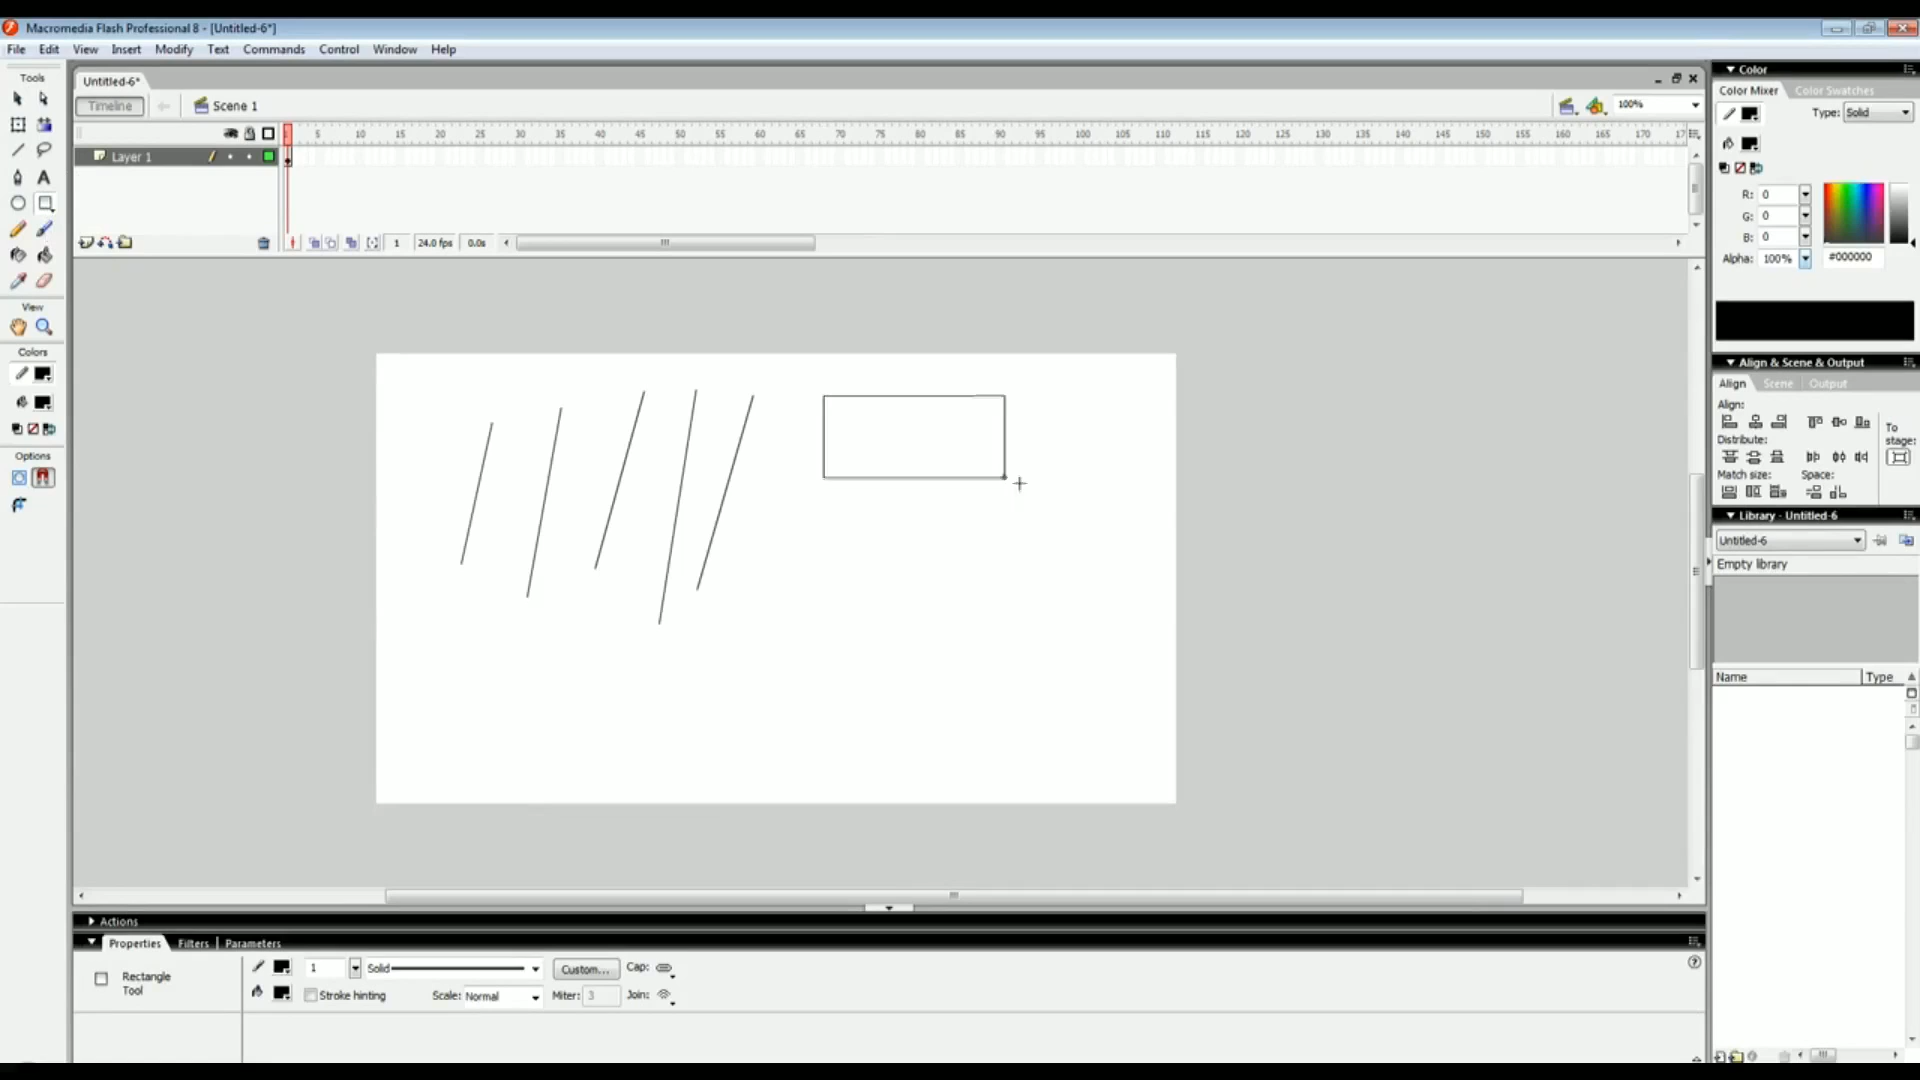 Macromedia Flash Professional 8 - [Untitled-6*]
File Edit View Insert Modify Text Commands Control Window Help
Tools
Untitled-6*
Timeline
Scene 1
100%
5 10 15 20 25 30 35 40 45 50 55 60 65 70 75 80 85 90 95 100 105 110 115 120 125 130 135 140 145 150 155 160 165 170 17
Layer 1
1 24.0 fps 0.0s
View
Colors
Options
Color
Color Mixer Color Swatches
Type: Solid
R: 0
G: 0
B: 0
Alpha: 100% #000000
Align & Scene & Output
Align Scene Output
Align:
To stage:
Distribute:
Match size: Space:
Library - Untitled-6
Untitled-6
Empty library
Name Type
Actions
Properties Filters Parameters
Rectangle
Tool
1 Solid Custom... Cap:
Stroke hinting Scale: Normal Miter: 3 Join: